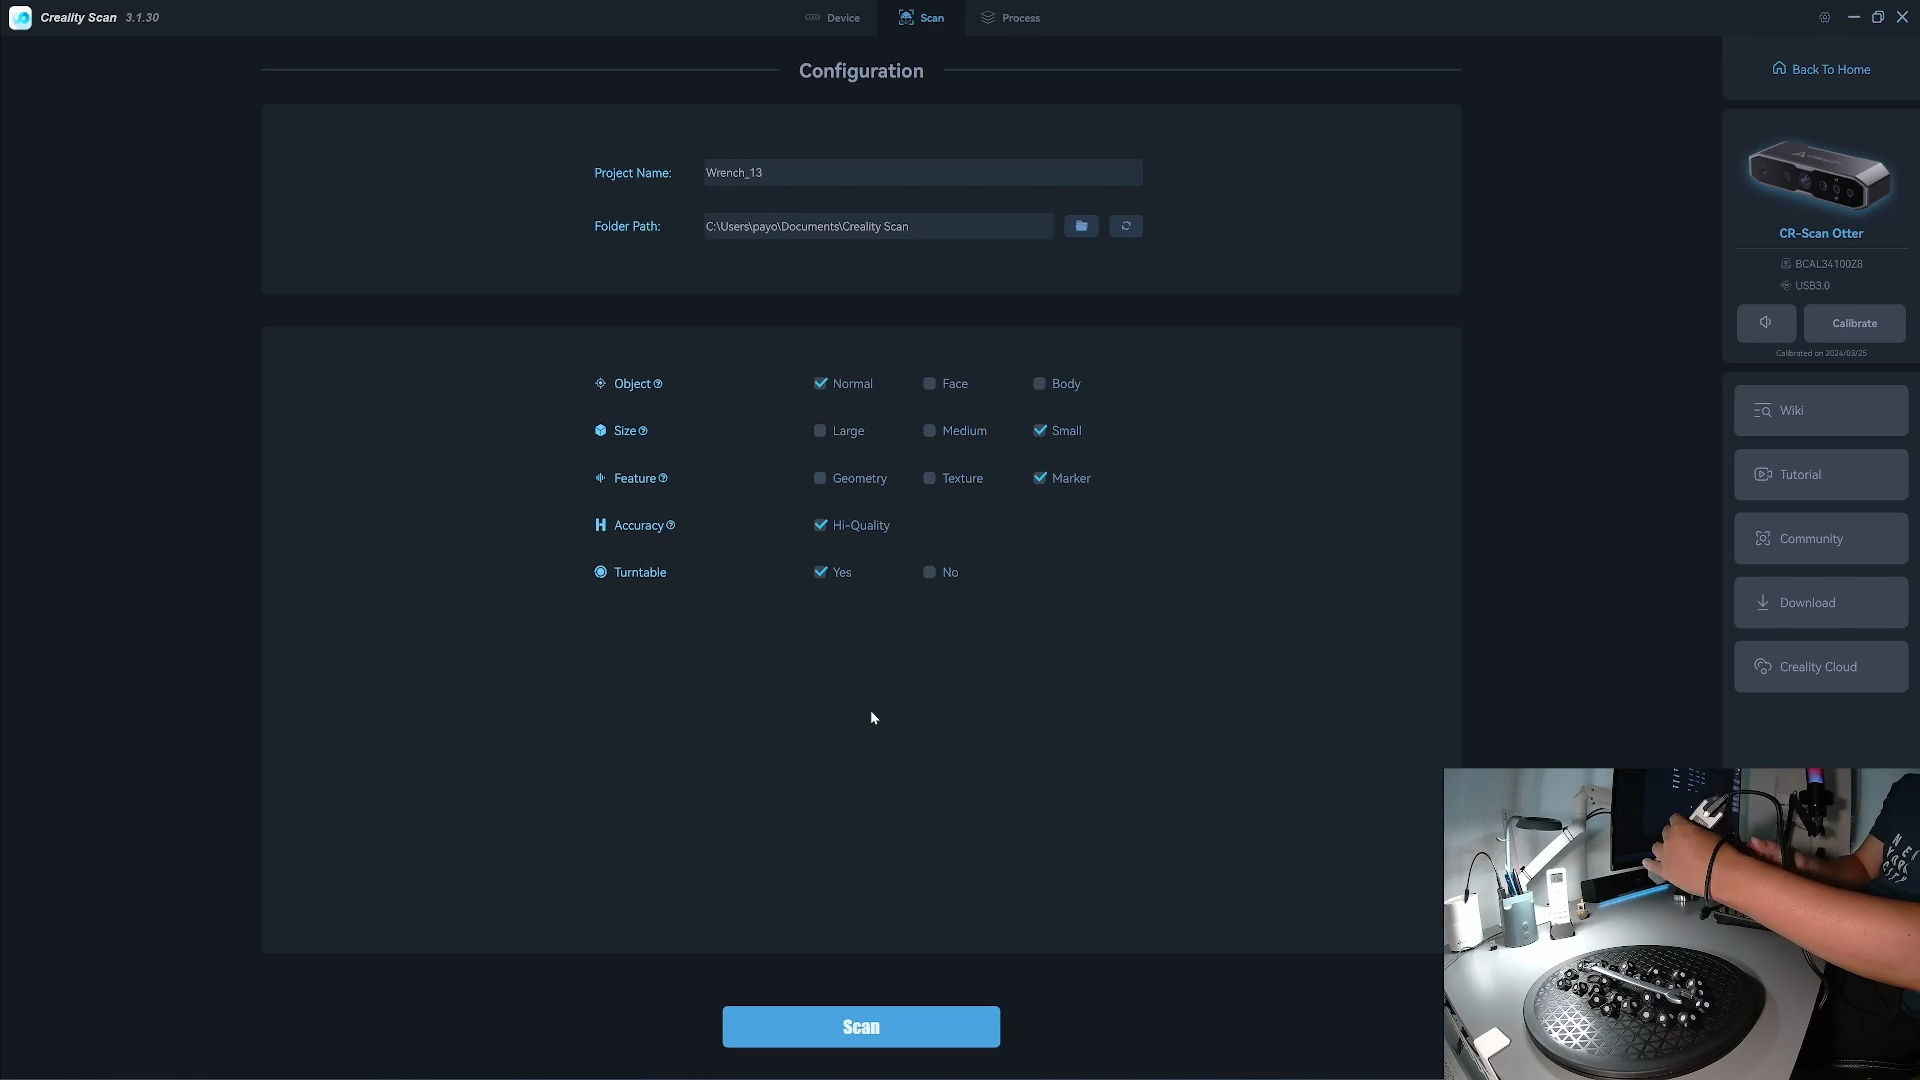 Creality Scan 3.1.30
Device
Scan
Process
Configuration
Back To Home
Project Name: Wrench_13
Folder Path: C:\Users\payo\Documents\Creality Scan
CR-Scan Otter
BCAL34100Z8
USB3.0
Calibrate
Calibrated on 2024/03/25
Object Normal Face Body
Size Large Medium Small
Feature Geometry Texture Marker
Accuracy Hi-Quality
Turntable Yes No
Wiki
Tutorial
Community
Download
Creality Cloud
Scan